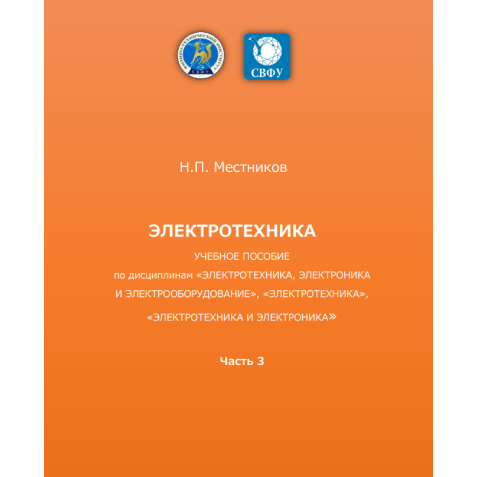 СВФУ
Н.П. Местников
ЭЛЕКТРОТЕХНИКА
УЧЕБНОЕ ПОСОБИЕ
по дисциплинам «ЭЛЕКТРОТЕХНИКА, ЭЛЕКТРОНИКА
И ЭЛЕКТРООБОРУДОВАНИЕ», «ЭЛЕКТРОТЕХНИКА»,
«ЭЛЕКТРОТЕХНИКА И ЭЛЕКТРОНИКА»
Часть 3